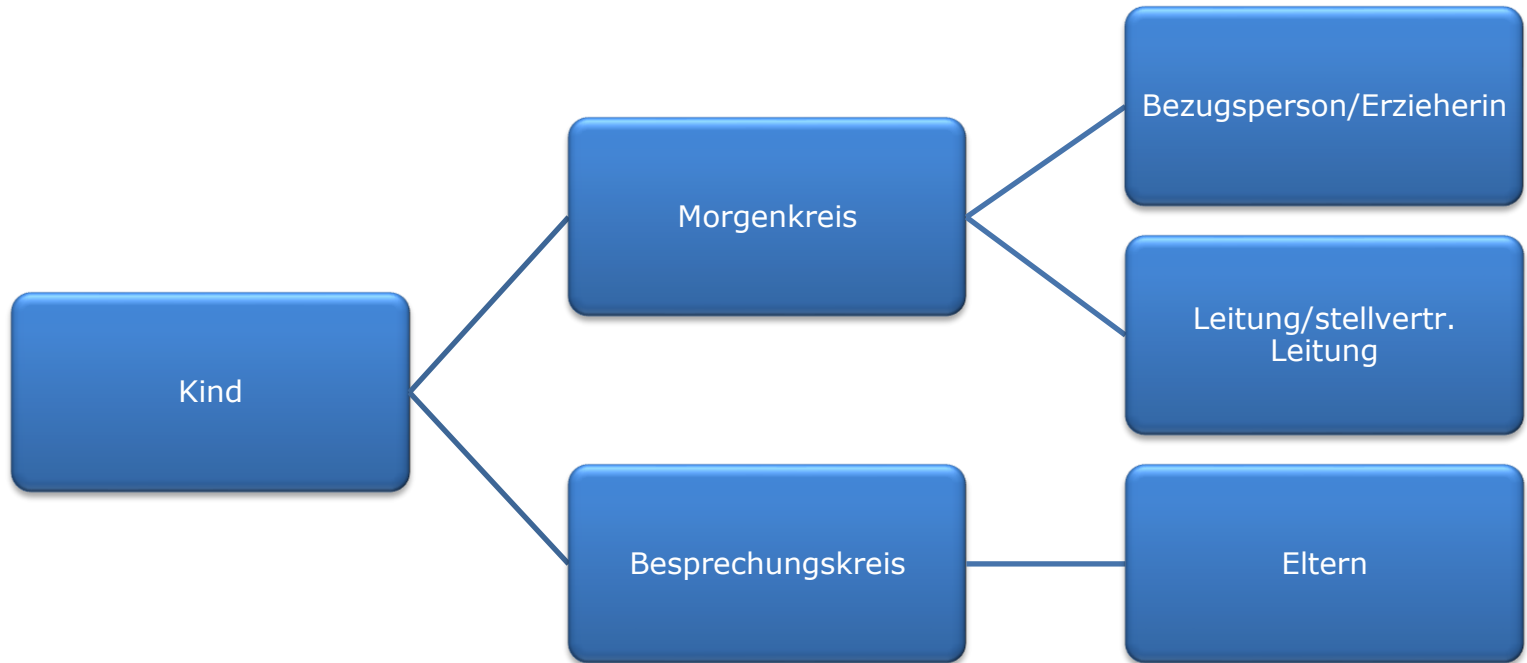 Kind
Morgenkreis
Bezugsperson/Erzieherin
Leitung/stellvertr.
Leitung
Besprechungskreis
Eltern